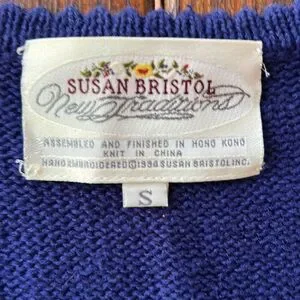 SUSAN BRISTOL
New Traditions
ASSEMBLED AND FINISHED IN HONG KONG
KNIT IN CHINA
HAND EMBROIDERED © 1994 SUSAN BRISTOL INC.
S